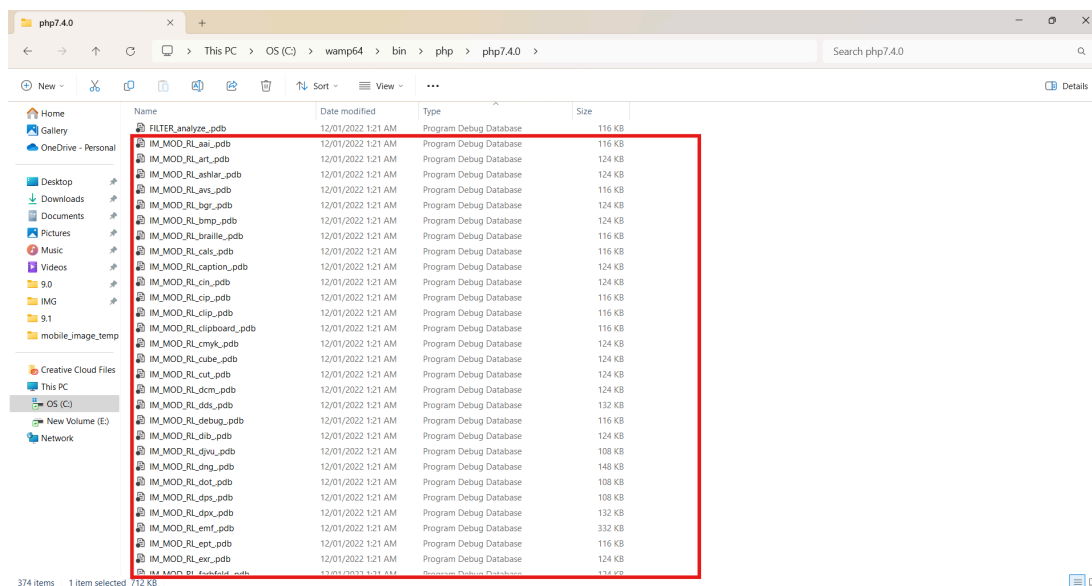 php7.4.0
This PC > OS (C:) > wamp64 > bin > php > php7.4.0 >
Search php7.4.0
New
Sort
View
Details
Name Date modified Type Size
Home
Gallery
OneDrive - Personal
Desktop
Downloads
Documents
Pictures
Music
Videos
9.0
IMG
9.1
mobile_image_temp
Creative Cloud Files
This PC
OS (C:)
New Volume (E:)
Network
FILTER_analyze_.pdb 12/01/2022 1:21 AM Program Debug Database 116 KB
IM_MOD_RL_aai_.pdb 12/01/2022 1:21 AM Program Debug Database 116 KB
IM_MOD_RL_art_.pdb 12/01/2022 1:21 AM Program Debug Database 124 KB
IM_MOD_RL_ashlar_.pdb 12/01/2022 1:21 AM Program Debug Database 124 KB
IM_MOD_RL_avs_.pdb 12/01/2022 1:21 AM Program Debug Database 116 KB
IM_MOD_RL_bgr_.pdb 12/01/2022 1:21 AM Program Debug Database 124 KB
IM_MOD_RL_bmp_.pdb 12/01/2022 1:21 AM Program Debug Database 124 KB
IM_MOD_RL_braille_.pdb 12/01/2022 1:21 AM Program Debug Database 116 KB
IM_MOD_RL_cals_.pdb 12/01/2022 1:21 AM Program Debug Database 116 KB
IM_MOD_RL_caption_.pdb 12/01/2022 1:21 AM Program Debug Database 124 KB
IM_MOD_RL_cin_.pdb 12/01/2022 1:21 AM Program Debug Database 124 KB
IM_MOD_RL_cip_.pdb 12/01/2022 1:21 AM Program Debug Database 116 KB
IM_MOD_RL_clip_.pdb 12/01/2022 1:21 AM Program Debug Database 116 KB
IM_MOD_RL_clipboard_.pdb 12/01/2022 1:21 AM Program Debug Database 116 KB
IM_MOD_RL_cmyk_.pdb 12/01/2022 1:21 AM Program Debug Database 124 KB
IM_MOD_RL_cube_.pdb 12/01/2022 1:21 AM Program Debug Database 124 KB
IM_MOD_RL_cut_.pdb 12/01/2022 1:21 AM Program Debug Database 124 KB
IM_MOD_RL_dcm_.pdb 12/01/2022 1:21 AM Program Debug Database 124 KB
IM_MOD_RL_dds_.pdb 12/01/2022 1:21 AM Program Debug Database 132 KB
IM_MOD_RL_debug_.pdb 12/01/2022 1:21 AM Program Debug Database 116 KB
IM_MOD_RL_dib_.pdb 12/01/2022 1:21 AM Program Debug Database 124 KB
IM_MOD_RL_djvu_.pdb 12/01/2022 1:21 AM Program Debug Database 108 KB
IM_MOD_RL_dng_.pdb 12/01/2022 1:21 AM Program Debug Database 148 KB
IM_MOD_RL_dot_.pdb 12/01/2022 1:21 AM Program Debug Database 108 KB
IM_MOD_RL_dps_.pdb 12/01/2022 1:21 AM Program Debug Database 108 KB
IM_MOD_RL_dpx_.pdb 12/01/2022 1:21 AM Program Debug Database 132 KB
IM_MOD_RL_emf_.pdb 12/01/2022 1:21 AM Program Debug Database 332 KB
IM_MOD_RL_ept_.pdb 12/01/2022 1:21 AM Program Debug Database 116 KB
IM_MOD_RL_exr_.pdb 12/01/2022 1:21 AM Program Debug Database 124 KB
IM_MOD_RL_farbfeld_.pdb 12/01/2022 1:21 AM Program Debug Database 124 KB
374 items 1 item selected 712 KB